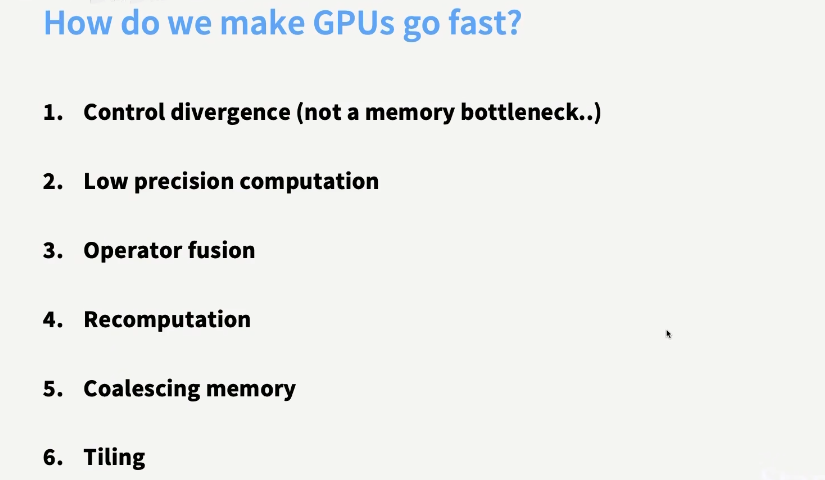 How do we make GPUs go fast?
1. Control divergence (not a memory bottleneck..)
2. Low precision computation
3. Operator fusion
4. Recomputation
5. Coalescing memory
6. Tiling